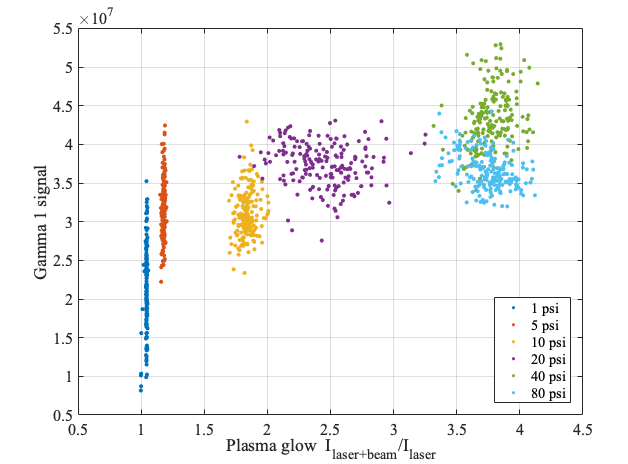 ×10⁷
5.5
5
4.5
4
3.5
3
2.5
2
1.5
1
0.5
Gamma 1 signal
1 psi
5 psi
10 psi
20 psi
40 psi
80 psi
0.5 1 1.5 2 2.5 3 3.5 4 4.5
Plasma glow I_laser+beam/I_laser